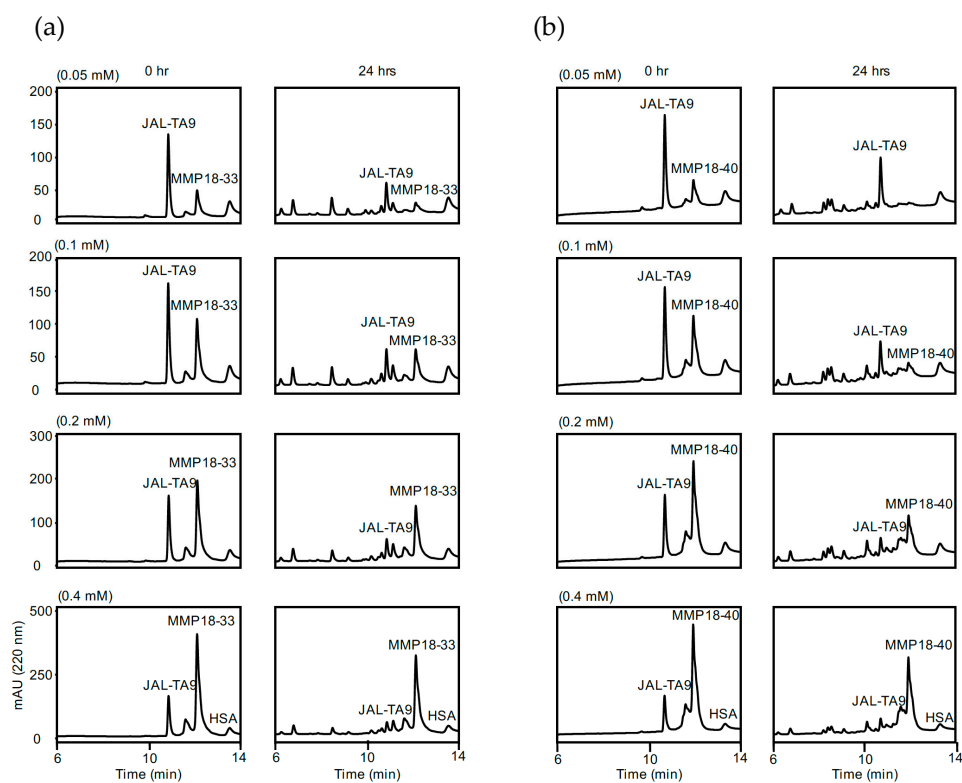 (a)
(b)
(0.05 mM) 0 hr 24 hrs (0.05 mM) 0 hr 24 hrs
200
150
100
50
0
JAL-TA9
MMP18-33
JAL-TA9
MMP18-33
JAL-TA9
MMP18-40
JAL-TA9
(0.1 mM) (0.1 mM)
200
150
100
50
0
JAL-TA9
MMP18-33
JAL-TA9
MMP18-33
JAL-TA9
MMP18-40
JAL-TA9
MMP18-40
(0.2 mM) (0.2 mM)
300
200
100
0
MMP18-33
JAL-TA9
MMP18-33
JAL-TA9
MMP18-40
JAL-TA9
MMP18-40
JAL-TA9
(0.4 mM) (0.4 mM)
mAU (220 nm)
500
250
0
MMP18-33
JAL-TA9
HSA
MMP18-33
JAL-TA9
HSA
MMP18-40
JAL-TA9
HSA
MMP18-40
JAL-TA9
HSA
6 10 14 6 10 14 6 10 14 6 10 14
Time (min) Time (min) Time (min) Time (min)